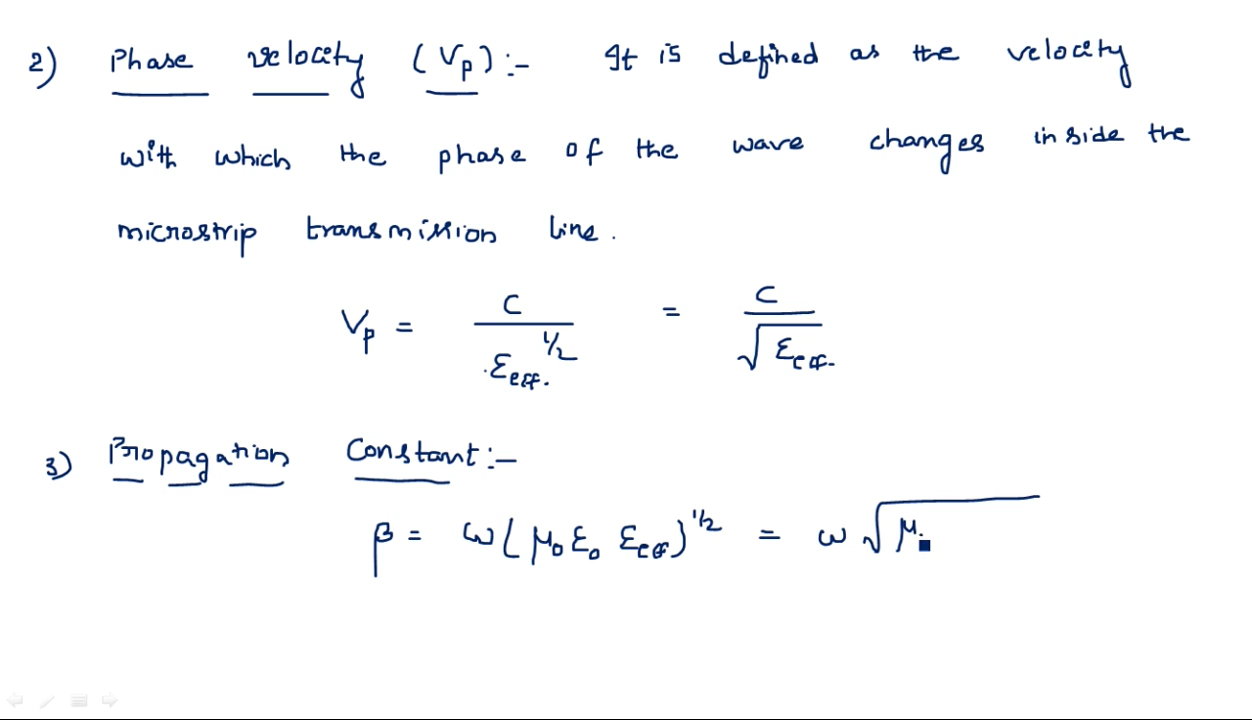 2) Phase velocity (Vp) :- It is defined as the velocity
with which the phase of the wave changes inside the
microstrip transmission line.
Vp = C / εeff.^1/2 = C / √εeff.
3) Propagation Constant :-
β = ω(μ0 ε0 εeff)^1/2 = ω √μ